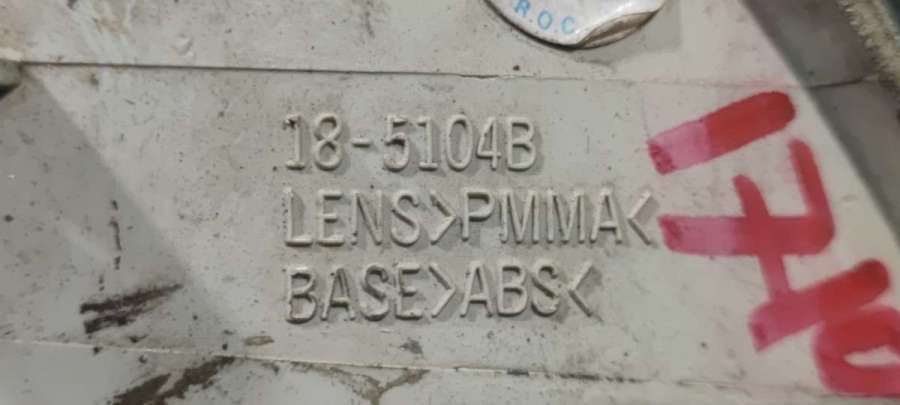 R.O.C
18-5104B
LENS>PMMA<
BASE>ABS<